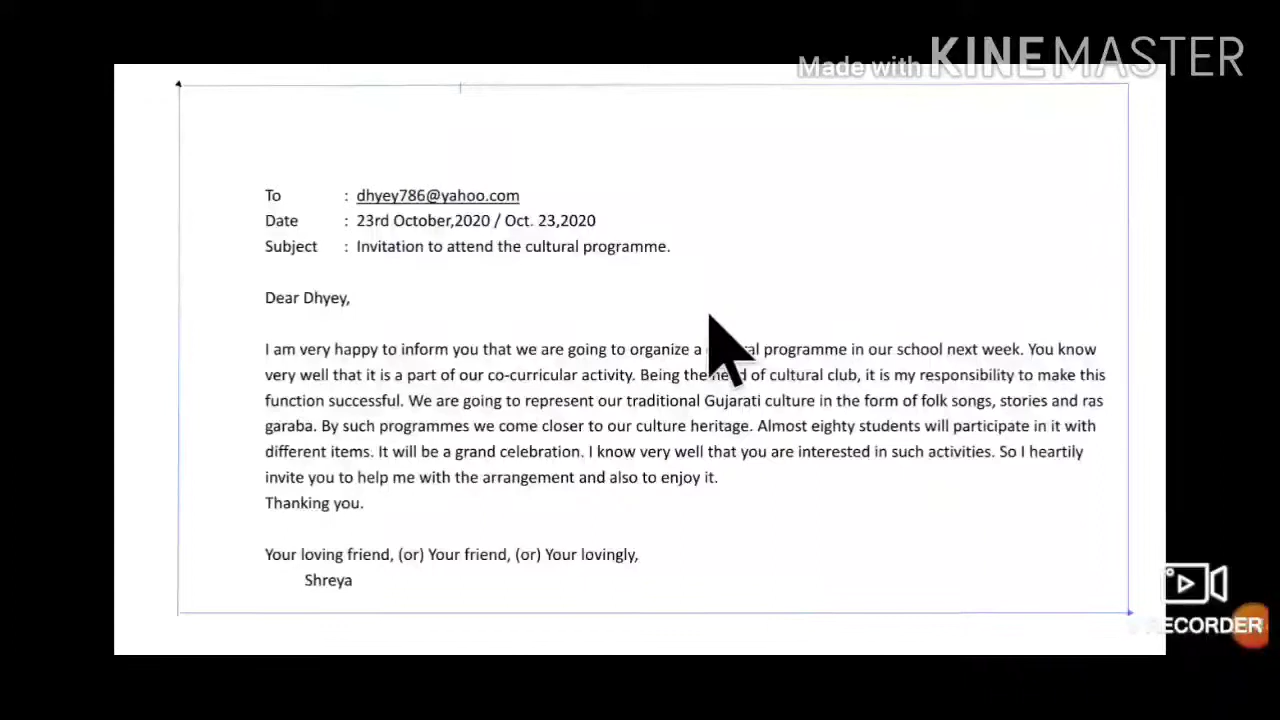 Made with KINEMASTER
To : dhyey786@yahoo.com
Date : 23rd October,2020 / Oct. 23,2020
Subject : Invitation to attend the cultural programme.
Dear Dhyey,
I am very happy to inform you that we are going to organize a programme in our school next week. You know
very well that it is a part of our co-curricular activity. Being the of cultural club, it is my responsibility to make this
function successful. We are going to represent our traditional Gujarati culture in the form of folk songs, stories and ras
garaba. By such programmes we come closer to our culture heritage. Almost eighty students will participate in it with
different items. It will be a grand celebration. I know very well that you are interested in such activities. So I heartily
invite you to help me with the arrangement and also to enjoy it.
Thanking you.
Your loving friend, (or) Your friend, (or) Your lovingly,
Shreya
RECORDER